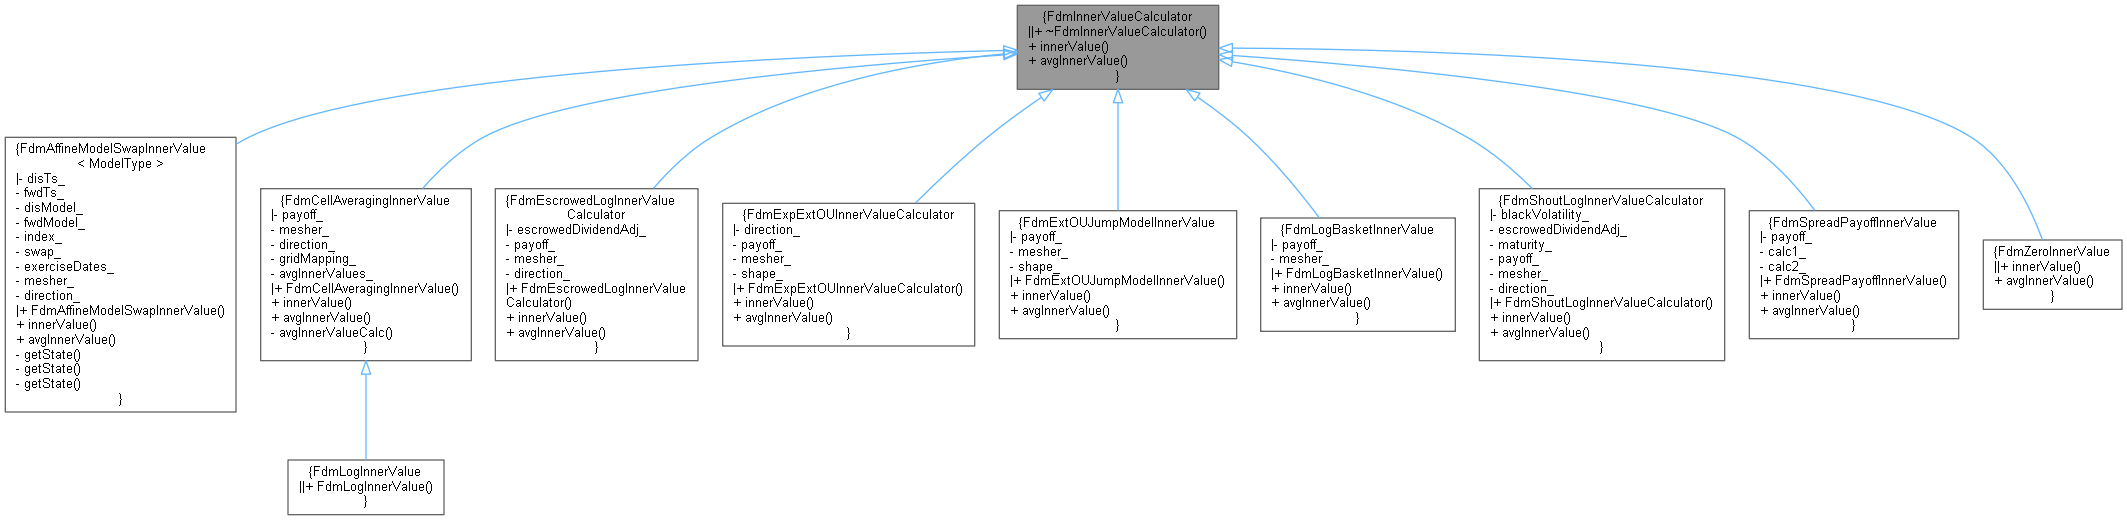 {FdmInnerValueCalculator
||+ ~FdmInnerValueCalculator()
+ innerValue()
+ avgInnerValue()
}
{FdmAffineModelSwapInnerValue
< ModelType >
|- disTs_
- fwdTs_
- disModel_
- fwdModel_
- index_
- swap_
- exerciseDates_
- mesher_
- direction_
|+ FdmAffineModelSwapInnerValue()
+ innerValue()
+ avgInnerValue()
- getState()
- getState()
- getState()
}
{FdmCellAveragingInnerValue
|- payoff_
- mesher_
- direction_
- gridMapping_
- avgInnerValues_
|+ FdmCellAveragingInnerValue()
+ innerValue()
+ avgInnerValue()
- avgInnerValueCalc()
}
{FdmEscrowedLogInnerValue
Calculator
|- escrowedDividendAdj_
- payoff_
- mesher_
- direction_
|+ FdmEscrowedLogInnerValue
Calculator()
+ innerValue()
+ avgInnerValue()
}
{FdmExpExtOUInnerValueCalculator
|- direction_
- payoff_
- mesher_
- shape_
|+ FdmExpExtOUInnerValueCalculator()
+ innerValue()
+ avgInnerValue()
}
{FdmExtOUJumpModelInnerValue
|- payoff_
- mesher_
- shape_
|+ FdmExtOUJumpModelInnerValue()
+ innerValue()
+ avgInnerValue()
}
{FdmLogBasketInnerValue
|- payoff_
- mesher_
|+ FdmLogBasketInnerValue()
+ innerValue()
+ avgInnerValue()
}
{FdmShoutLogInnerValueCalculator
|- blackVolatility_
- escrowedDividendAdj_
- maturity_
- payoff_
- mesher_
- direction_
|+ FdmShoutLogInnerValueCalculator()
+ innerValue()
+ avgInnerValue()
}
{FdmSpreadPayoffInnerValue
|- payoff_
- calc1_
- calc2_
|+ FdmSpreadPayoffInnerValue()
+ innerValue()
+ avgInnerValue()
}
{FdmZeroInnerValue
||+ innerValue()
+ avgInnerValue()
}
{FdmLogInnerValue
||+ FdmLogInnerValue()
}